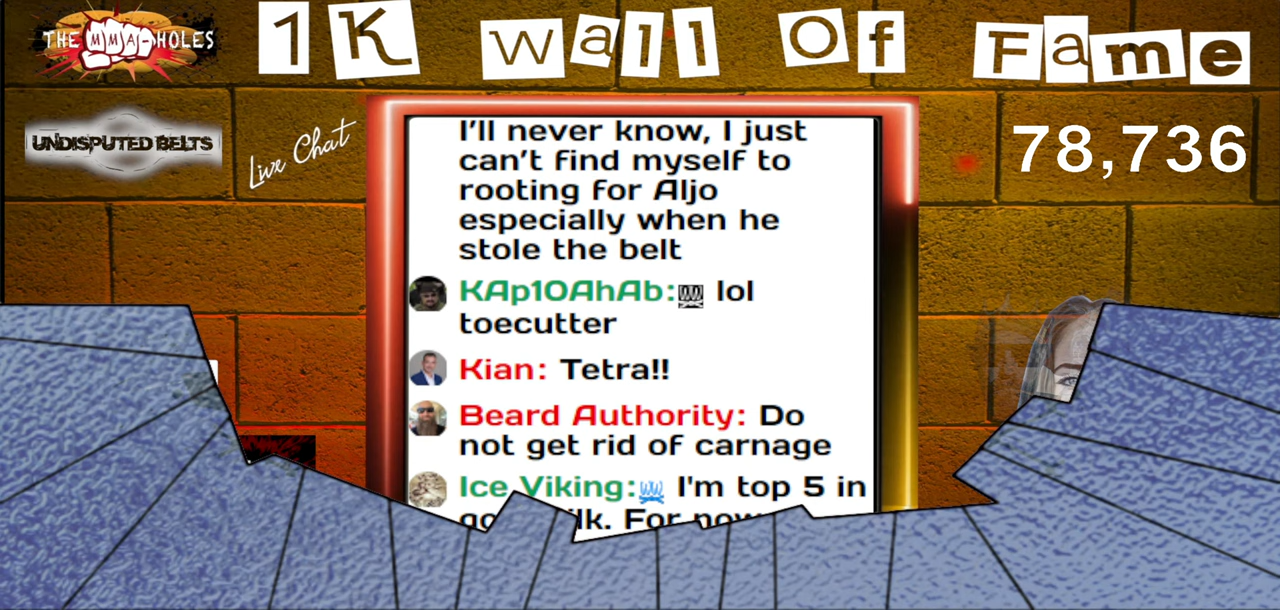 THE MMA-HOLES
1K Wall Of Fame
UNDISPUTED BELTS
Live Chat
78,736
I'll never know, I just
can't find myself to
rooting for Aljo
especially when he
stole the belt
KAp10AhAb: lol
toecutter
Kian: Tetra!!
Beard Authority: Do
not get rid of carnage
Ice Viking: I'm top 5 in
For now